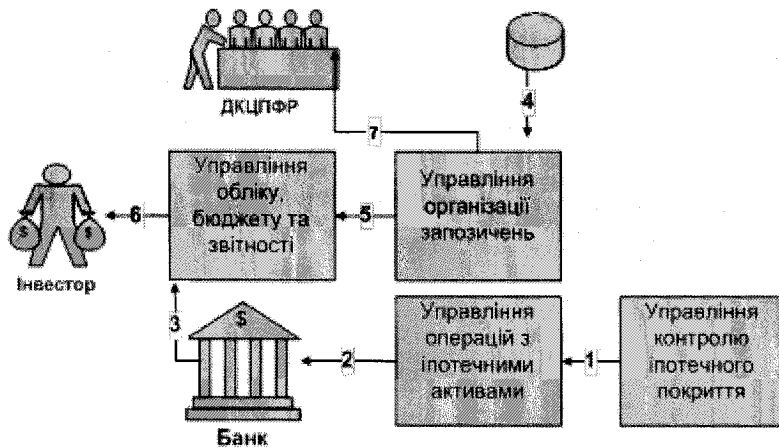 ДКЦПФР
4
7
Управління
обліку,
бюджету та
звітності
Управління
організації
запозичень
6
5
$ $
Інвестор
3
$
Управління
операцій з
іпотечними
активами
Управління
контролю
іпотечного
покриття
2
1
Банк